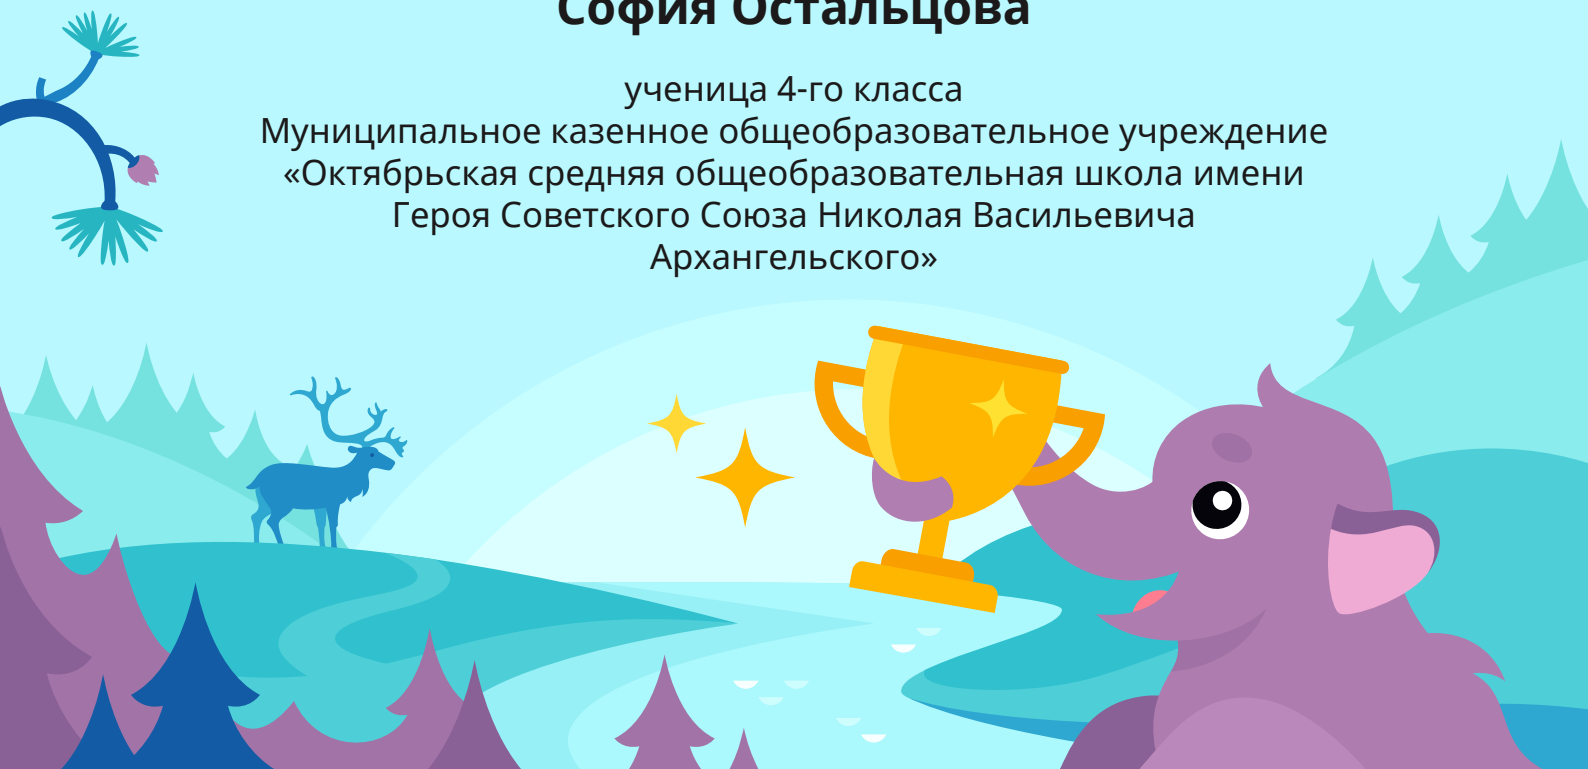 София Остальцова
ученица 4-го класса
Муниципальное казенное общеобразовательное учреждение
«Октябрьская средняя общеобразовательная школа имени
Героя Советского Союза Николая Васильевича
Архангельского»